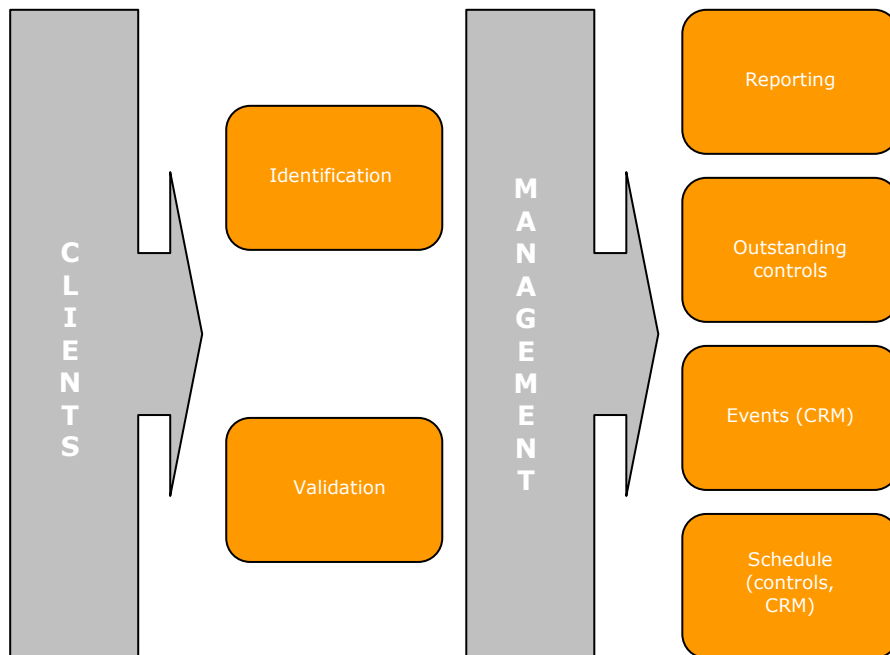 CLIENTS
Identification
Validation
MANAGEMENT
Reporting
Outstanding
controls
Events (CRM)
Schedule
(controls,
CRM)